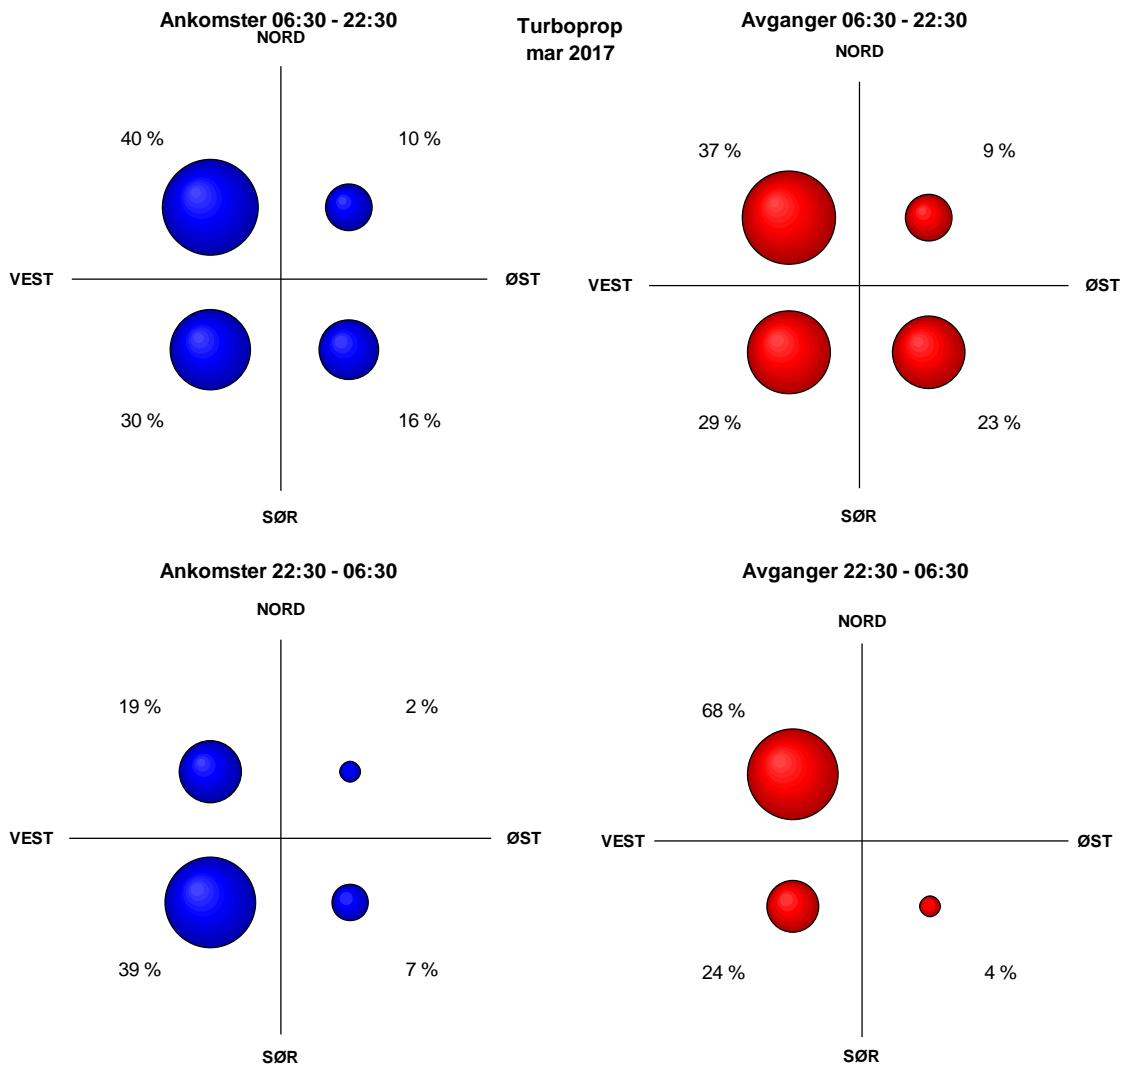 Ankomster 06:30 - 22:30
NORD
40 %
10 %
VEST
ØST
30 %
16 %
SØR
Turboprop
mar 2017
Avganger 06:30 - 22:30
NORD
37 %
9 %
VEST
ØST
29 %
23 %
SØR
Ankomster 22:30 - 06:30
NORD
19 %
2 %
VEST
ØST
39 %
7 %
SØR
Avganger 22:30 - 06:30
NORD
68 %
VEST
ØST
24 %
4 %
SØR